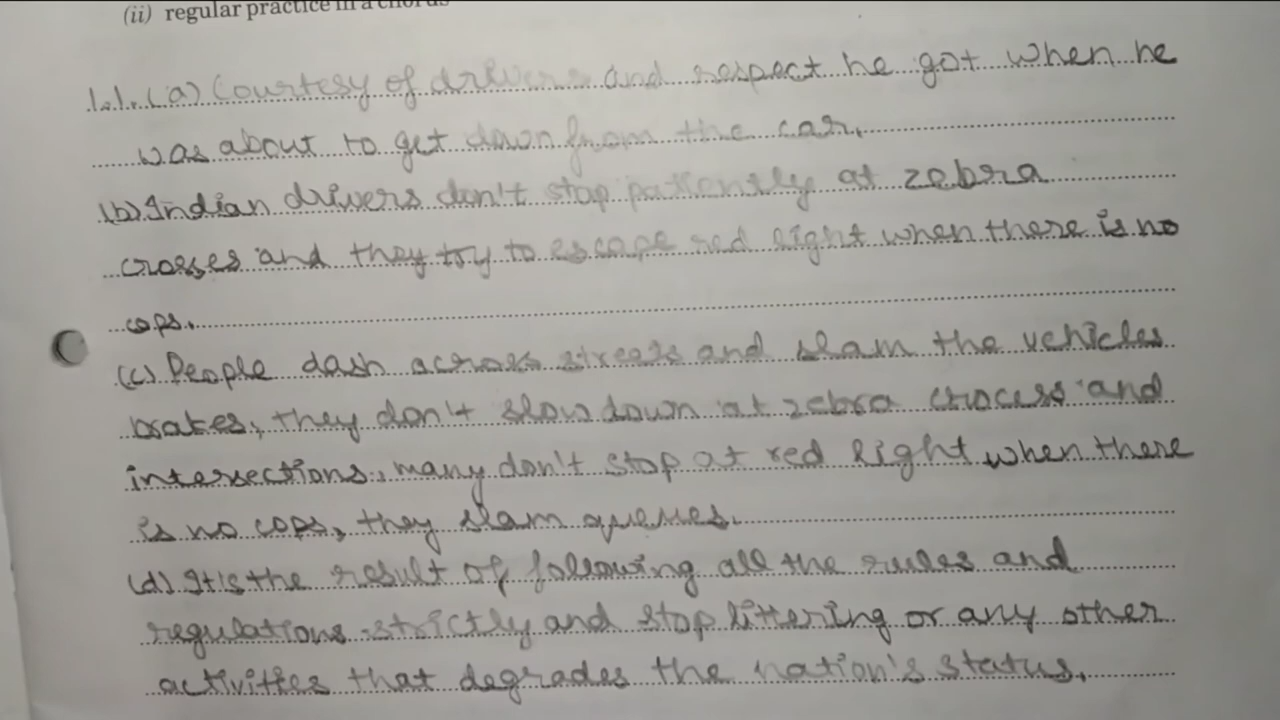 (ii) regular practice in a chorus
1.1.(a) Courtesy of drivers and respect he got when he
was about to get down from the car.
(b) Indian drivers don't stop patiently at zebra
crosses and they try to escape red light when there is no
cops.
(c) People dash across streets and slam the vehicles
brakes, they don't slow down at zebra crocess and
intersections, many don't stop at red light when there
is no cops, they slam queues.
(d) It is the result of following all the rules and
regulations strictly and stop littering or any other
activities that degrades the nation's status.